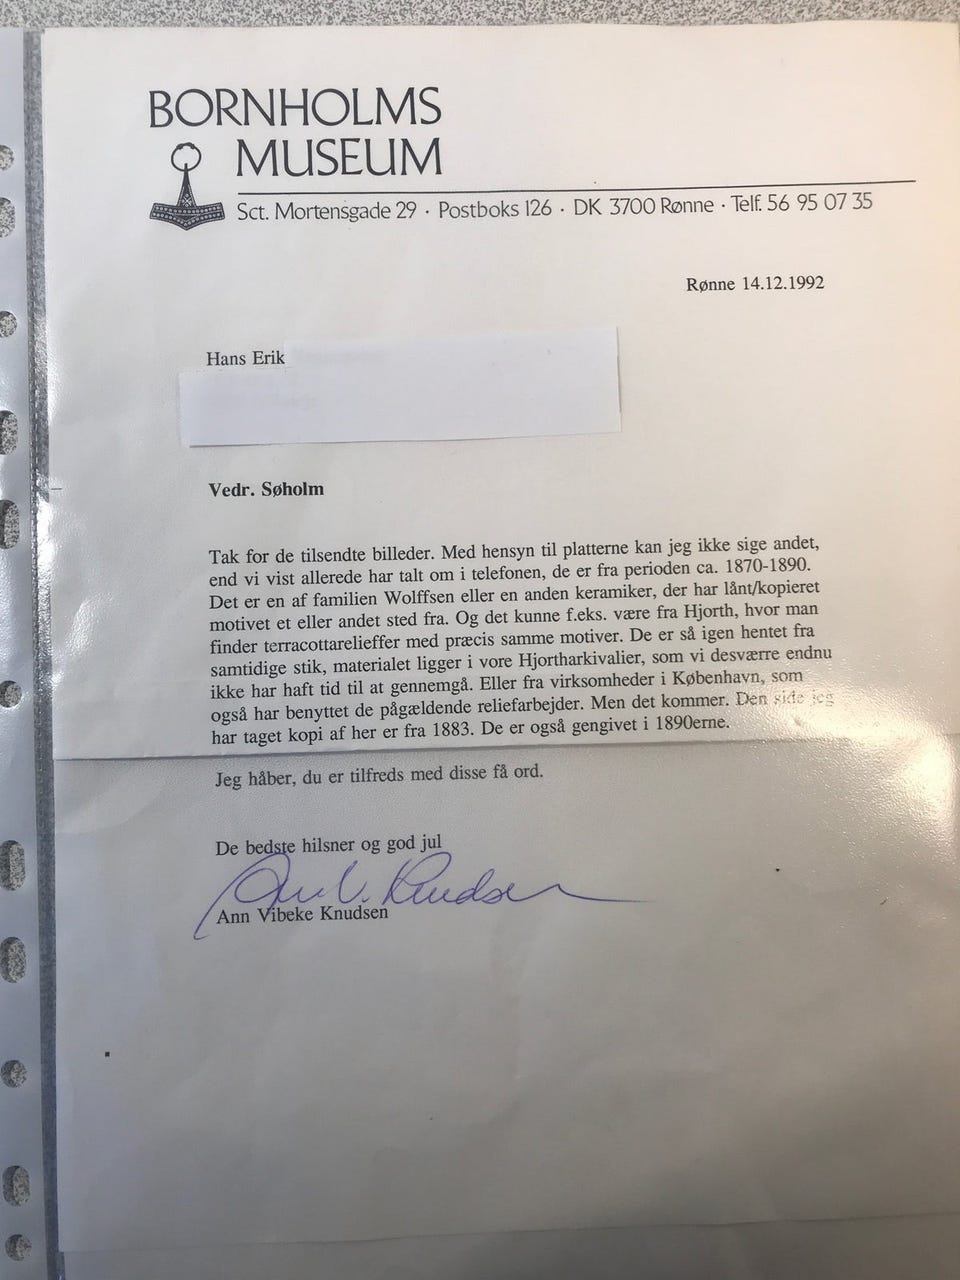 BORNHOLMS
MUSEUM
Sct. Mortensgade 29 · Postboks 126 · DK 3700 Rønne · Telf. 56 95 07 35
Rønne 14.12.1992
Hans Erik
Vedr. Søholm
Tak for de tilsendte billeder. Med hensyn til platterne kan jeg ikke sige andet,
end vi vist allerede har talt om i telefonen, de er fra perioden ca. 1870-1890.
Det er en af familien Wolffsen eller en anden keramiker, der har lånt/kopieret
motivet et eller andet sted fra. Og det kunne f.eks. være fra Hjorth, hvor man
finder terracottarelieffer med præcis samme motiver. De er så igen hentet fra
samtidige stik, materialet ligger i vore Hjortharkivalier, som vi desværre endnu
ikke har haft tid til at gennemgå. Eller fra virksomheder i København, som
også har benyttet de pågældende reliefarbejder. Men det kommer. Den side jeg
har taget kopi af her er fra 1883. De er også gengivet i 1890erne.
Jeg håber, du er tilfreds med disse få ord.
De bedste hilsner og god jul
Ann V. Knudsen
Ann Vibeke Knudsen